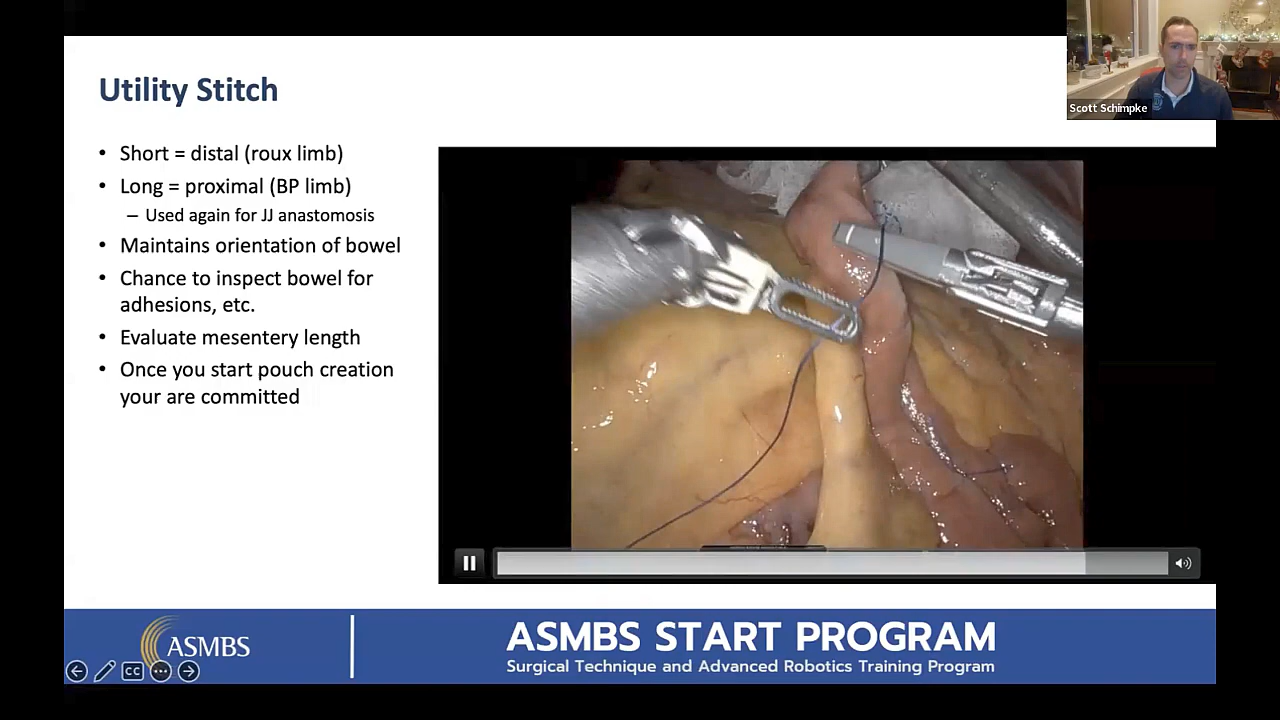 Scott Schimpke
Utility Stitch
• Short = distal (roux limb)
• Long = proximal (BP limb)
– Used again for JJ anastomosis
• Maintains orientation of bowel
• Chance to inspect bowel for
adhesions, etc.
• Evaluate mesentery length
• Once you start pouch creation
your are committed
ASMBS
CC
ASMBS START PROGRAM
Surgical Technique and Advanced Robotics Training Program